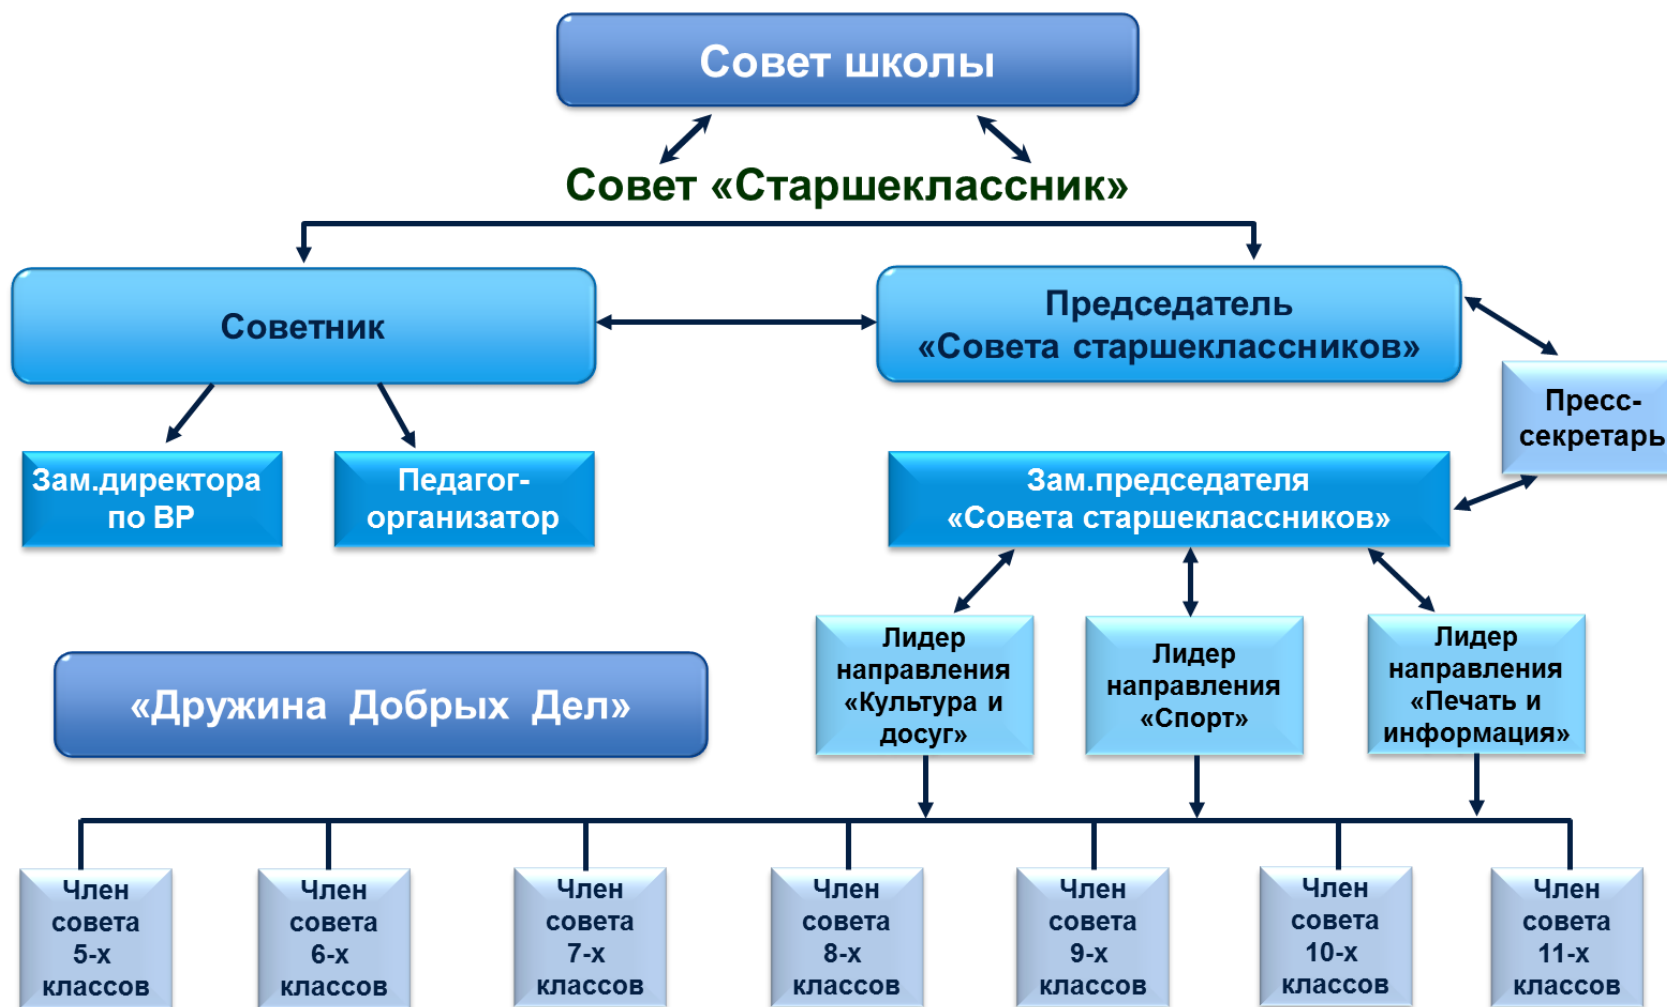 Совет школы
Совет «Старшеклассник»
Советник
Председатель
«Совета старшеклассников»
Пресс-
секретарь
Зам.директора
по ВР
Педагог-
организатор
Зам.председателя
«Совета старшеклассников»
Лидер
направления
«Культура и
досуг»
Лидер
направления
«Спорт»
Лидер
направления
«Печать и
информация»
«Дружина Добрых Дел»
Член
совета
5-х
классов
Член
совета
6-х
классов
Член
совета
7-х
классов
Член
совета
8-х
классов
Член
совета
9-х
классов
Член
совета
10-х
классов
Член
совета
11-х
классов